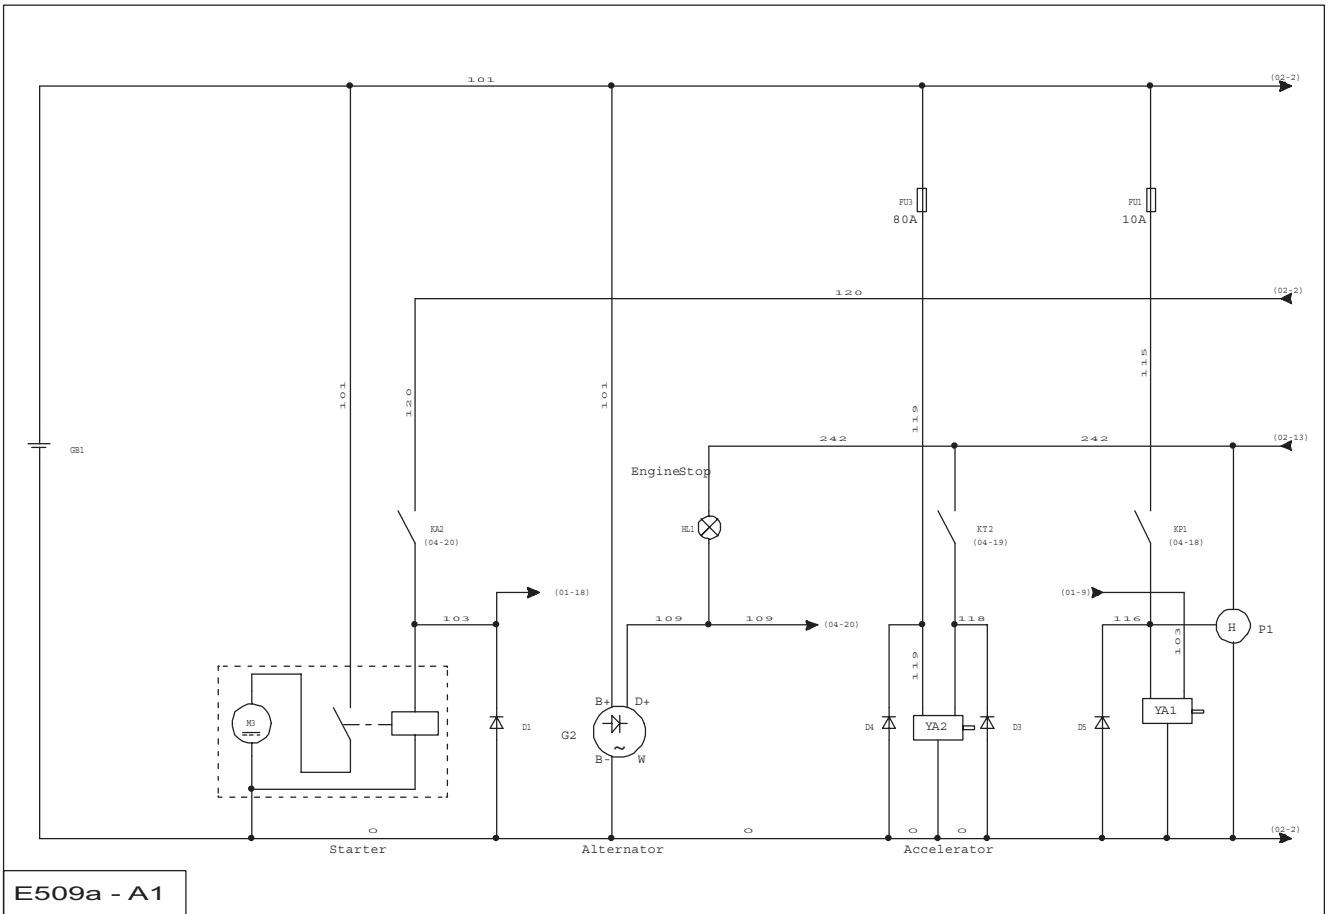 101
(02-2)
FU3
80A
FU1
10A
120
(02-2)
101
120
101
119
115
242
242
(02-13)
GB1
EngineStop
KA2
(04-20)
HL1
KT2
(04-19)
KP1
(04-18)
(01-18)
(01-9)
103
109
109
(04-20)
118
116
103
H
P1
119
M3
D1
B+
D+
G2
B-
W
D4
YA2
D3
D5
YA1
0
0
0
0
(02-2)
Starter
Alternator
Accelerator
E509a - A1